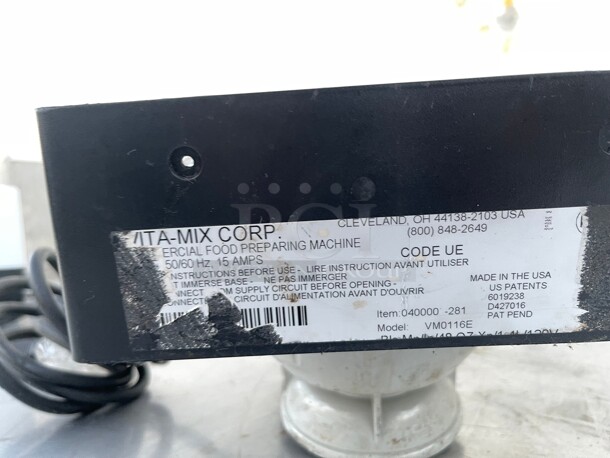 VITA-MIX CORP.
CLEVELAND, OH 44138-2103 USA
(800) 848-2649
ERCIAL FOOD PREPARING MACHINE
50/60 Hz, 15 AMPS
CODE UE
INSTRUCTIONS BEFORE USE - LIRE INSTRUCTION AVANT UTILISER
T IMMERSE BASE - NE PAS IMMERGER
CONNECT FROM SUPPLY CIRCUIT BEFORE OPENING -
CONNECT CIRCUIT D'ALIMENTATION AVANT D'OUVRIR
MADE IN THE USA
US PATENTS
6019238
D427016
PAT PEND
Item: 040000 -281
Model: VM0116E